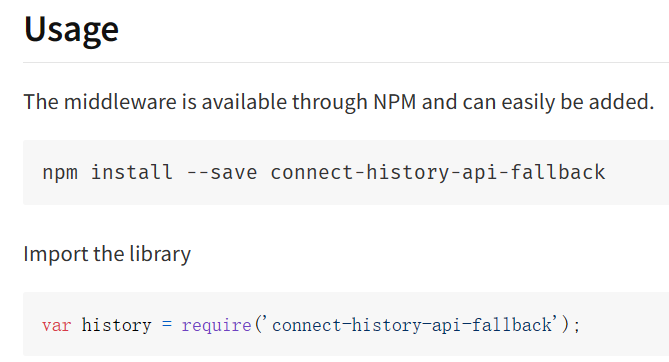 Usage
The middleware is available through NPM and can easily be added.
npm install --save connect-history-api-fallback
Import the library
var history = require('connect-history-api-fallback');